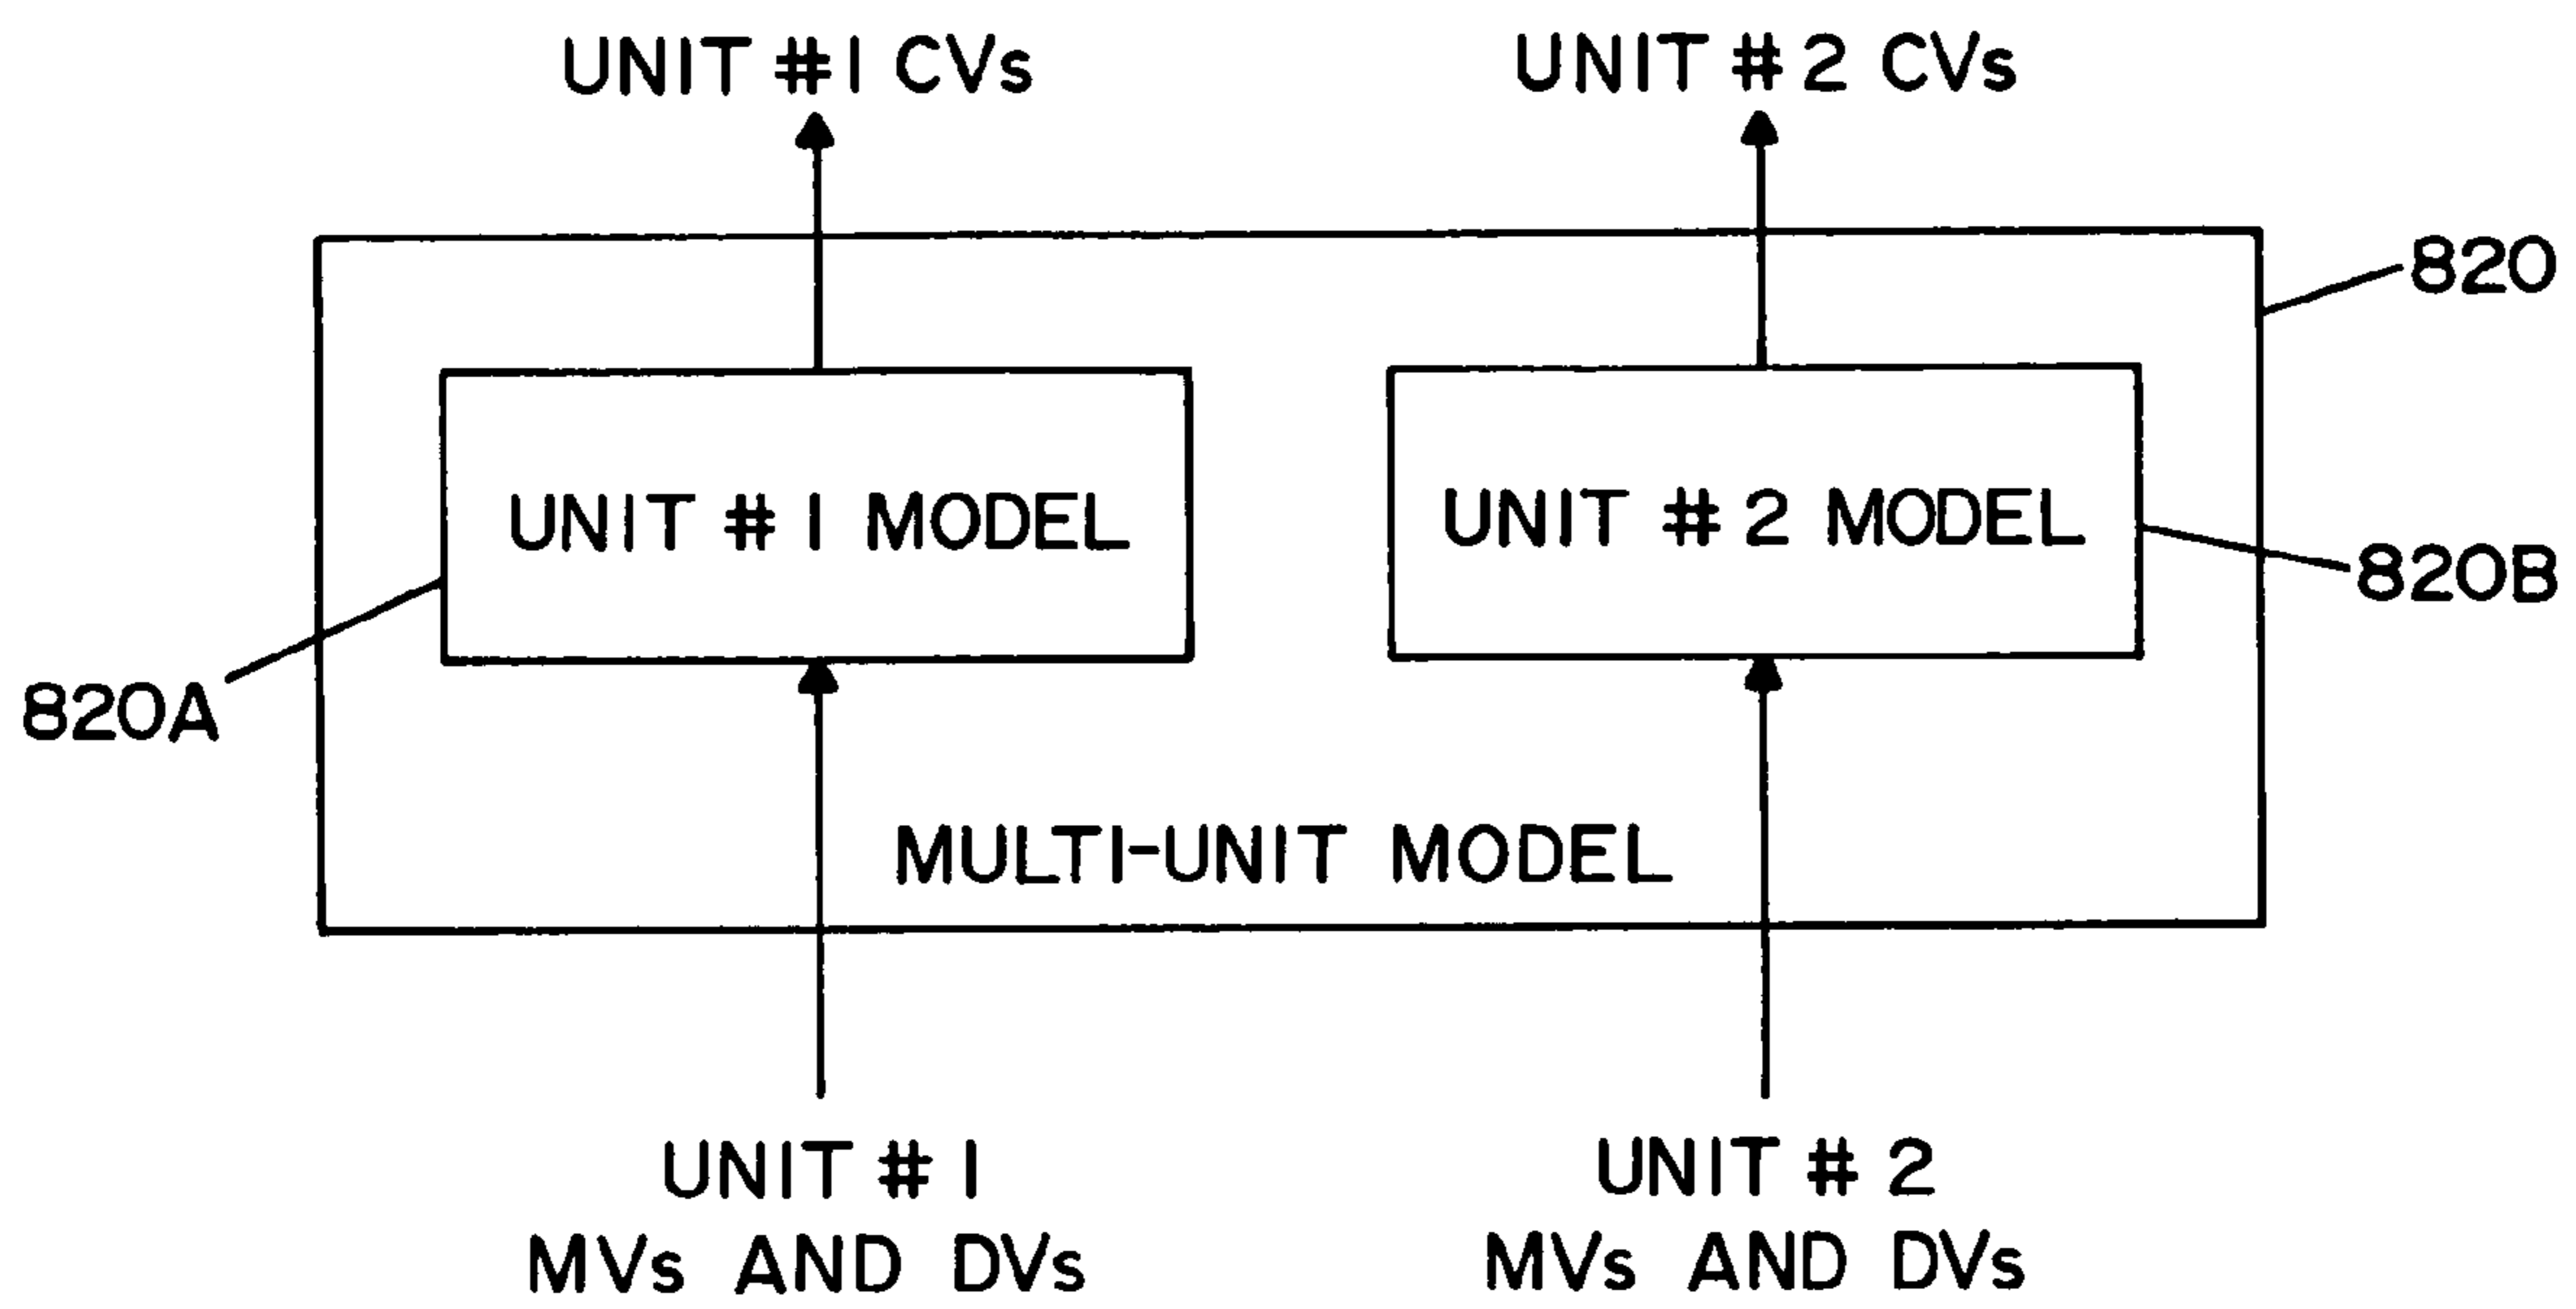 UNIT #1 CVs
UNIT #2 CVs
820
UNIT #1 MODEL
UNIT #2 MODEL
820B
820A
MULTI-UNIT MODEL
UNIT #1
MVs AND DVs
UNIT #2
MVs AND DVs